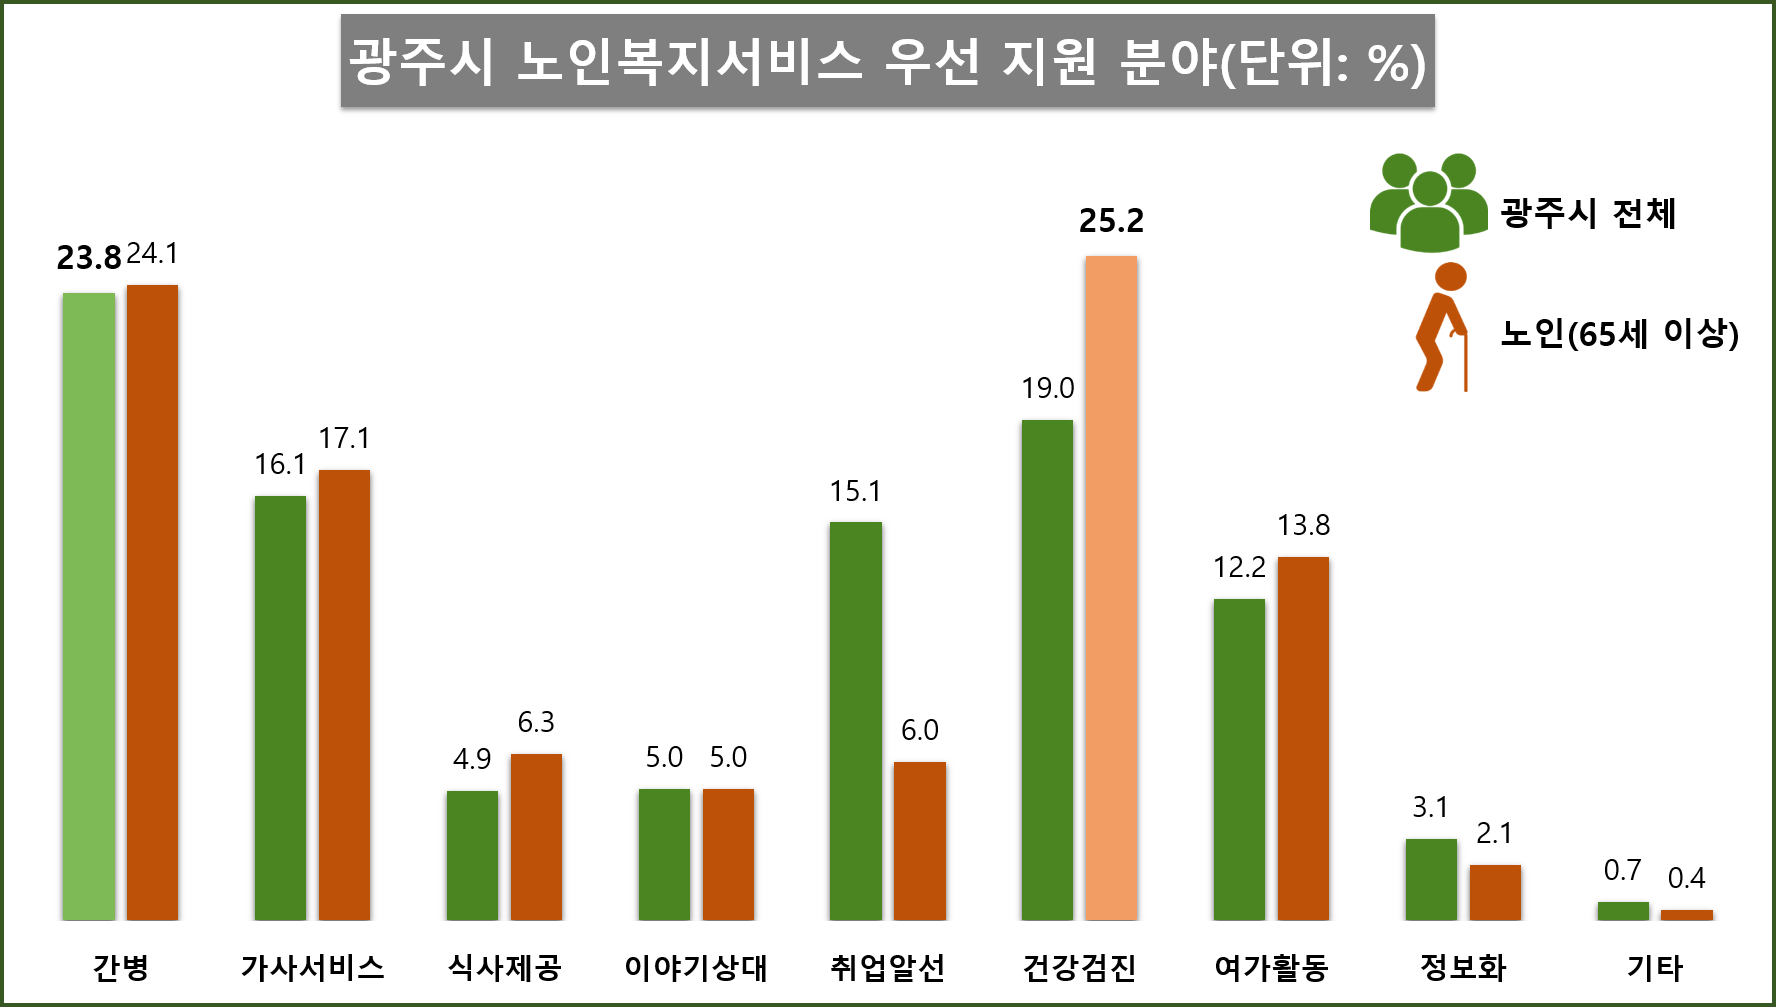 광주시 노인복지서비스 우선 지원 분야(단위: %)
광주시 전체
노인(65세 이상)
23.8 24.1
16.1 17.1
4.9 6.3
5.0 5.0
15.1 6.0
19.0 25.2
12.2 13.8
3.1 2.1
0.7 0.4
간병 가사서비스 식사제공 이야기상대 취업알선 건강검진 여가활동 정보화 기타